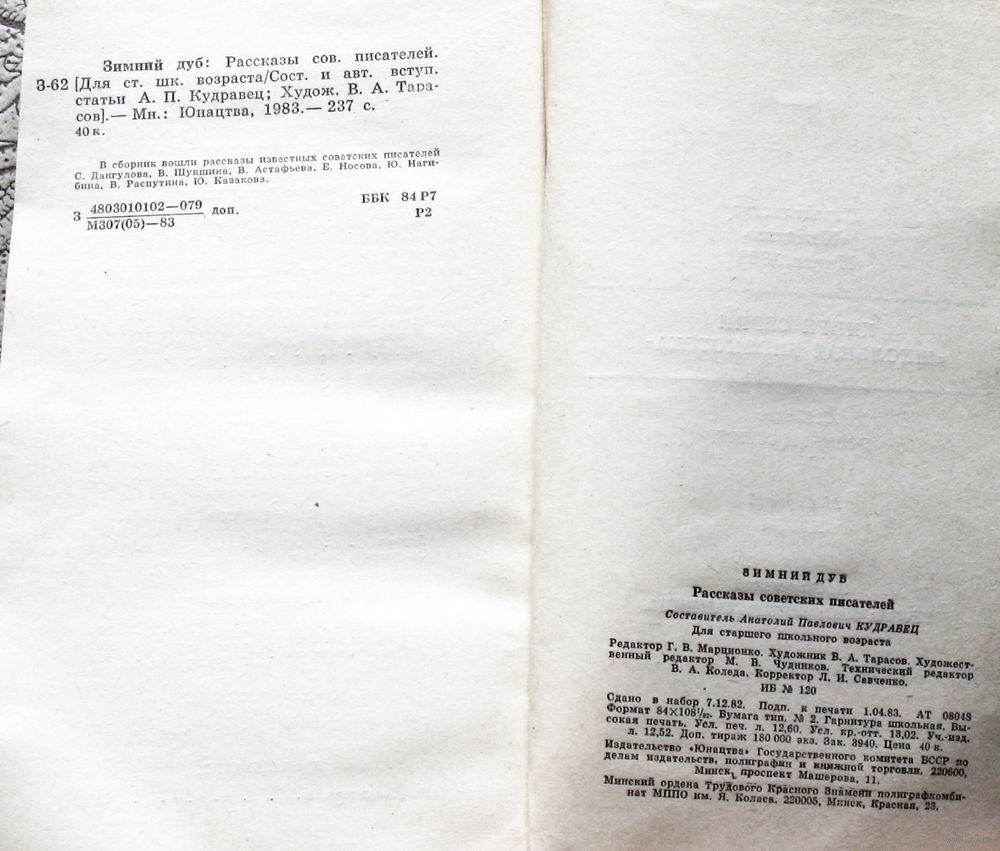 Зимний дуб: Рассказы сов. писателей.
З-62 [Для ст. шк. возраста/Сост. и авт. вступ.
статьи А. П. Кудравец; Худож. В. А. Тара-
сов].— Мн.: Юнацтва, 1983.— 237 с.
40 к.
В сборник вошли рассказы известных советских писателей
С. Дангулова, В. Шукшина, В. Астафьева, Е. Носова, Ю. Наги-
бина, В. Распутина, Ю. Казакова.
З 4803010102—079 доп.
М307(05)—83
ББК 84 Р7
Р2
ЗИМНИЙ ДУБ
Рассказы советских писателей
Составитель Анатолий Павлович КУДРАВЕЦ
Для старшего школьного возраста
Редактор Г. В. Марционко. Художник В. А. Тарасов. Художест-
венный редактор М. В. Чудников. Технический редактор
В. А. Коледа. Корректор Л. И. Савченко.
ИБ № 120
Сдано в набор 7.12.82. Подп. к печати 1.04.83. АТ 08043
Формат 84×108¹/₃₂. Бумага тип. № 2. Гарнитура школьная. Вы-
сокая печать. Усл. печ. л. 12,60. Усл. кр.-отт. 13,02. Уч.-изд.
л. 12,52. Доп. тираж 180 000 экз. Зак. 3940. Цена 40 к.
Издательство «Юнацтва» Государственного комитета БССР по
делам издательств, полиграфии и книжной торговли. 220600,
Минск, проспект Машерова, 11.
Минский ордена Трудового Красного Знамени полиграфкомби-
нат МППО им. Я. Коласа. 220005, Минск, Красная, 23.